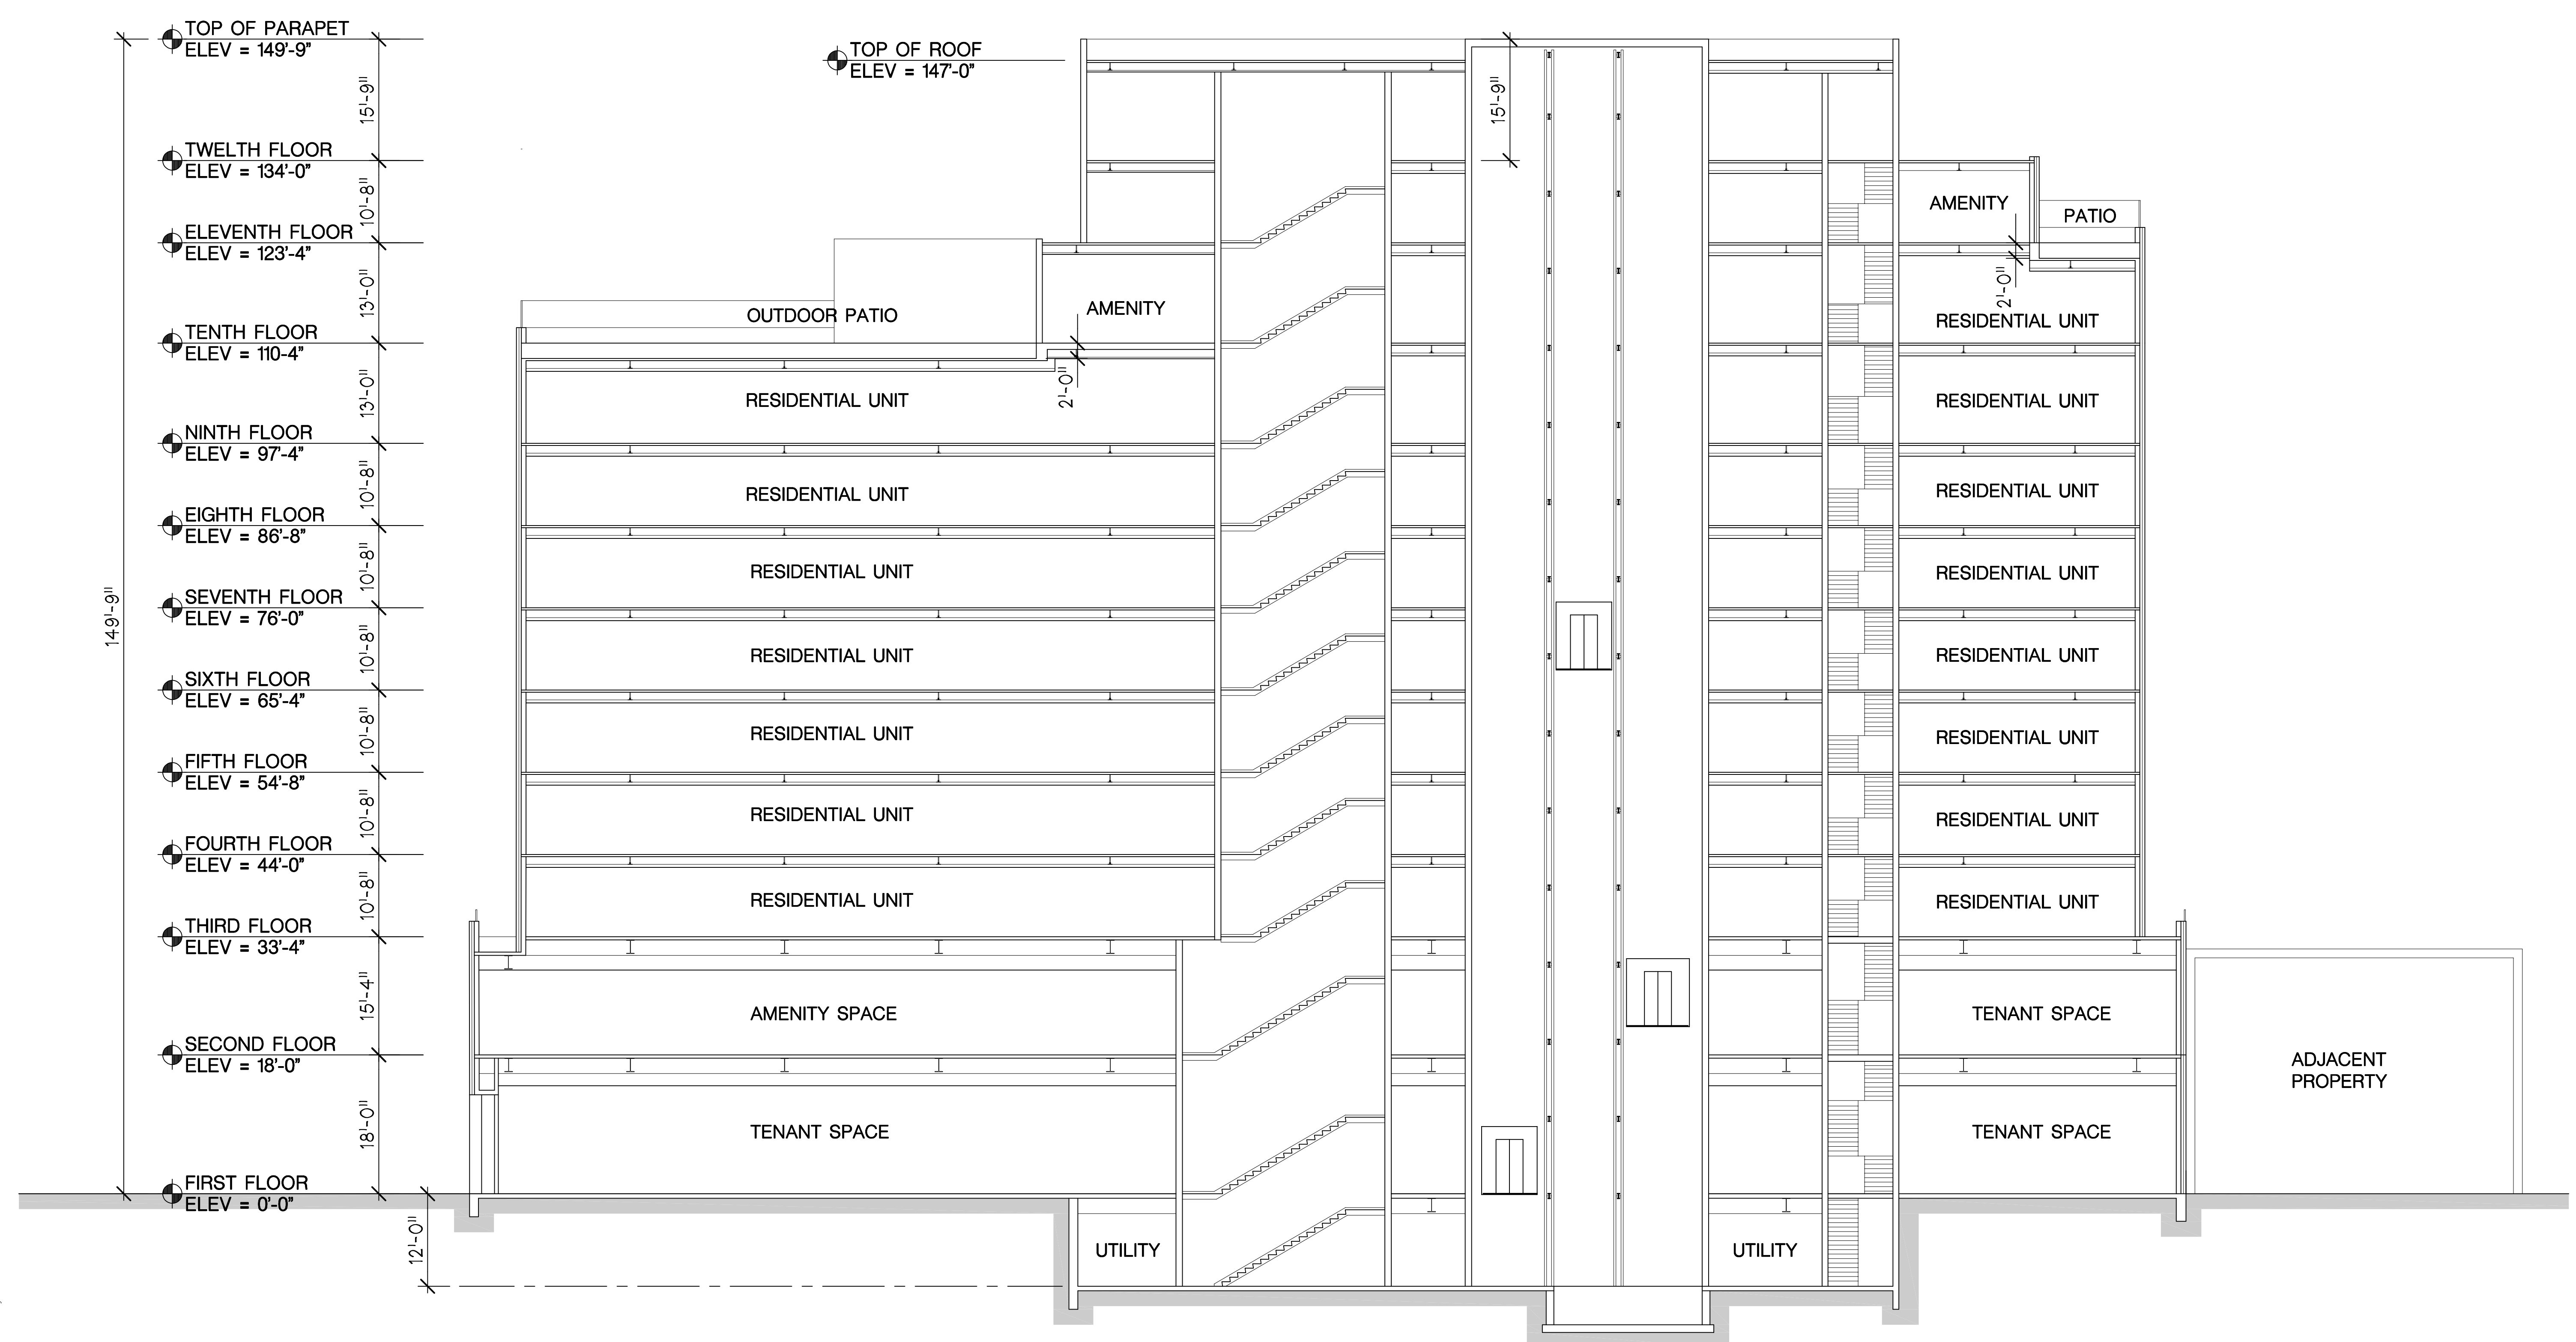 TOP OF PARAPET
ELEV = 149'-9"
TOP OF ROOF
ELEV = 147'-0"
15'-9"
15'-9"
TWELTH FLOOR
ELEV = 134'-0"
10'-8"
AMENITY
PATIO
ELEVENTH FLOOR
ELEV = 123'-4"
13'-0"
2'-0"
OUTDOOR PATIO
AMENITY
RESIDENTIAL UNIT
TENTH FLOOR
ELEV = 110-4"
13'-0"
2'-0"
RESIDENTIAL UNIT
RESIDENTIAL UNIT
NINTH FLOOR
ELEV = 97'-4"
10'-8"
RESIDENTIAL UNIT
RESIDENTIAL UNIT
EIGHTH FLOOR
ELEV = 86'-8"
10'-8"
RESIDENTIAL UNIT
RESIDENTIAL UNIT
149'-9"
SEVENTH FLOOR
ELEV = 76'-0"
10'-8"
RESIDENTIAL UNIT
RESIDENTIAL UNIT
SIXTH FLOOR
ELEV = 65'-4"
10'-8"
RESIDENTIAL UNIT
RESIDENTIAL UNIT
FIFTH FLOOR
ELEV = 54'-8"
10'-8"
RESIDENTIAL UNIT
RESIDENTIAL UNIT
FOURTH FLOOR
ELEV = 44'-0"
10'-8"
RESIDENTIAL UNIT
RESIDENTIAL UNIT
THIRD FLOOR
ELEV = 33'-4"
15'-4"
AMENITY SPACE
TENANT SPACE
SECOND FLOOR
ELEV = 18'-0"
ADJACENT
PROPERTY
18'-0"
TENANT SPACE
TENANT SPACE
FIRST FLOOR
ELEV = 0'-0"
12'-0"
UTILITY
UTILITY